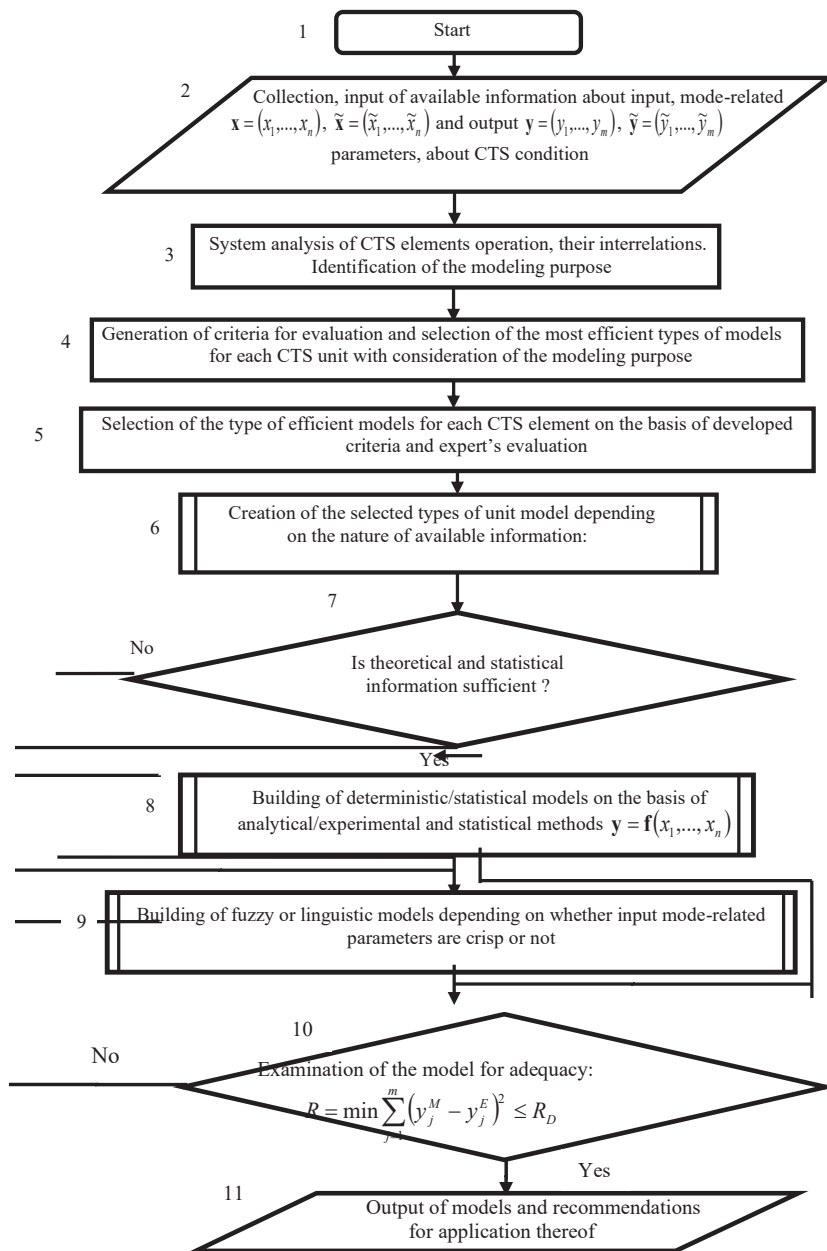 1
Start
2
Collection, input of available information about input, mode-related
x = (x₁,...,xₙ), x̃ = (x̃₁,...,x̃ₙ) and output y = (y₁,...,yₘ), ỹ = (ỹ₁,...,ỹₘ)
parameters, about CTS condition
3
System analysis of CTS elements operation, their interrelations.
Identification of the modeling purpose
4
Generation of criteria for evaluation and selection of the most efficient types of models
for each CTS unit with consideration of the modeling purpose
5
Selection of the type of efficient models for each CTS element on the basis of developed
criteria and expert's evaluation
6
Creation of the selected types of unit model depending
on the nature of available information:
7
No
Is theoretical and statistical
information sufficient ?
Yes
8
Building of deterministic/statistical models on the basis of
analytical/experimental and statistical methods y = f(x₁,...,xₙ)
9
Building of fuzzy or linguistic models depending on whether input mode-related
parameters are crisp or not
10
No
Examination of the model for adequacy:
R = min ∑_{j=1}^{m} (y_j^M − y_j^E)² ≤ R_D
Yes
11
Output of models and recommendations
for application thereof